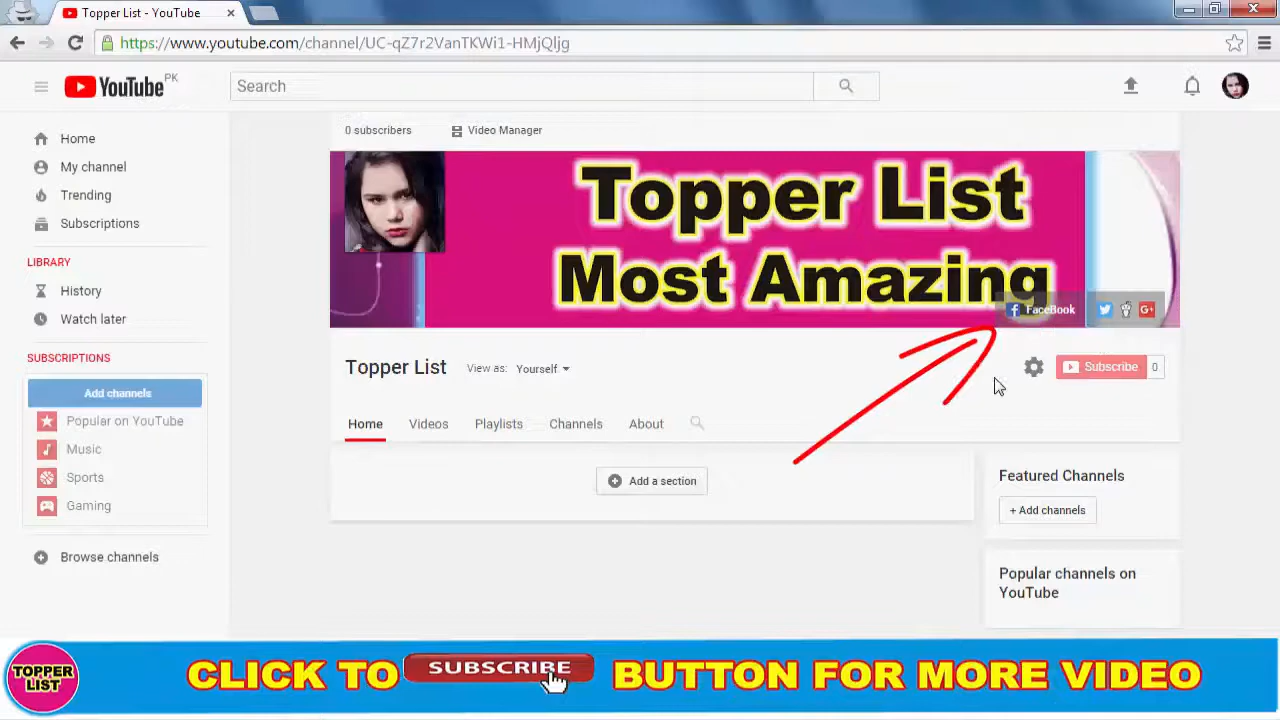 Topper List - YouTube
https://www.youtube.com/channel/UC-qZ7r2VanTKWi1-HMjQljg
YouTube PK
Search
Home
My channel
Trending
Subscriptions
LIBRARY
History
Watch later
SUBSCRIPTIONS
Add channels
Popular on YouTube
Music
Sports
Gaming
Browse channels
0 subscribers
Video Manager
Topper List
Most Amazing
FaceBook
Topper List
View as: Yourself
Subscribe 0
Home
Videos
Playlists
Channels
About
Add a section
Featured Channels
+ Add channels
Popular channels on
YouTube
TOPPER
LIST
CLICK TO SUBSCRIBE BUTTON FOR MORE VIDEO